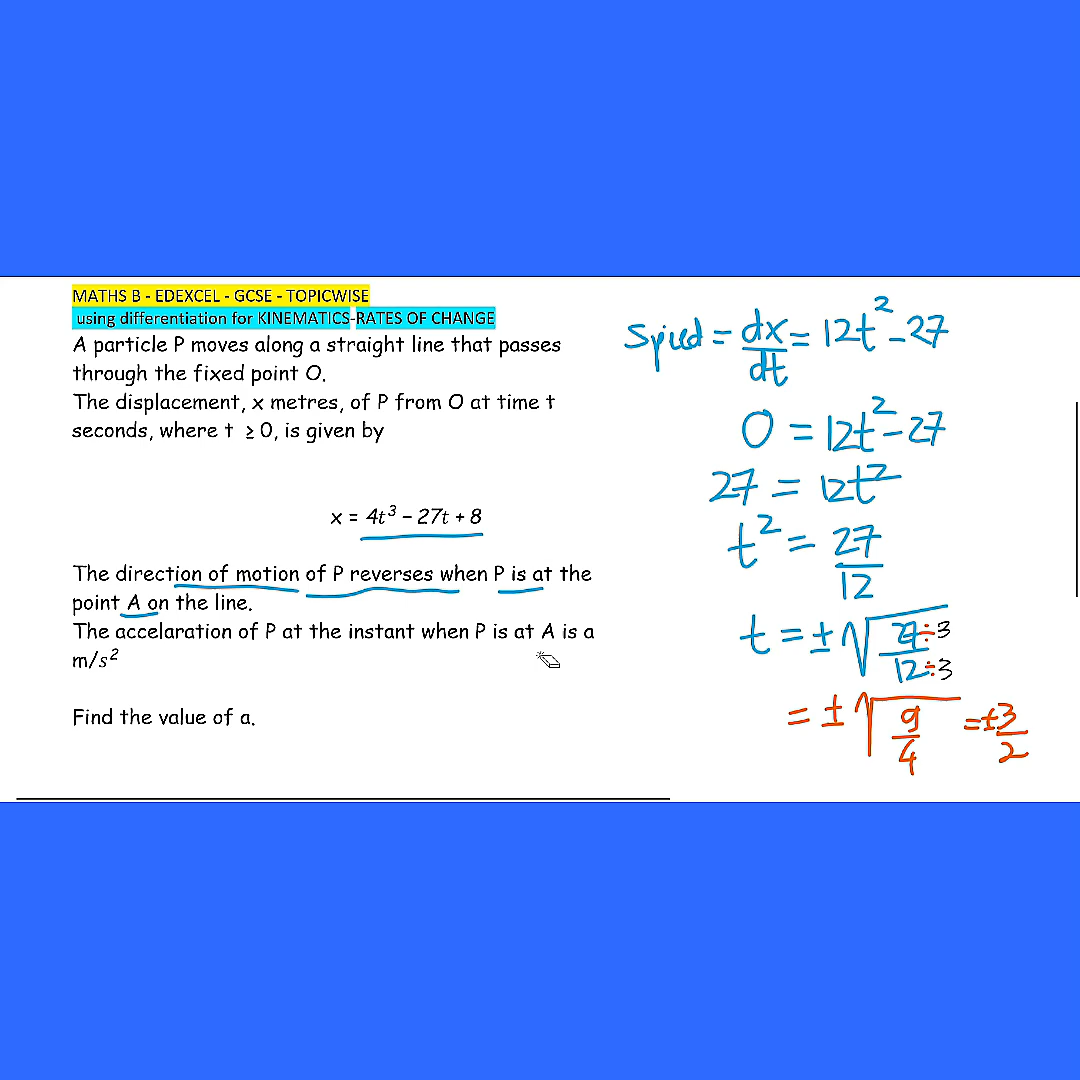 MATHS B - EDEXCEL - GCSE - TOPICWISE
using differentiation for KINEMATICS-RATES OF CHANGE
A particle P moves along a straight line that passes
through the fixed point O.
The displacement, x metres, of P from O at time t
seconds, where t ≥ 0, is given by
x = 4t³ – 27t + 8
The direction of motion of P reverses when P is at the
point A on the line.
The accelaration of P at the instant when P is at A is a
m/s²
Find the value of a.
Speed = dx/dt = 12t² - 27
0 = 12t² - 27
27 = 12t²
t² = 27/12
t = ±√(27÷3/12÷3)
= ±√(9/4) = ±3/2